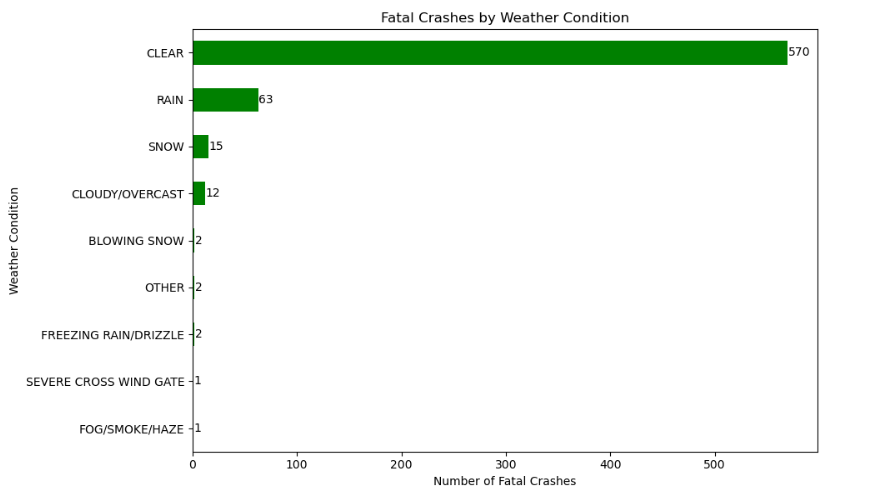 Fatal Crashes by Weather Condition
CLEAR 570
RAIN 63
SNOW 15
CLOUDY/OVERCAST 12
BLOWING SNOW 2
OTHER 2
FREEZING RAIN/DRIZZLE 2
SEVERE CROSS WIND GATE 1
FOG/SMOKE/HAZE 1
0 100 200 300 400 500
Number of Fatal Crashes
Weather Condition